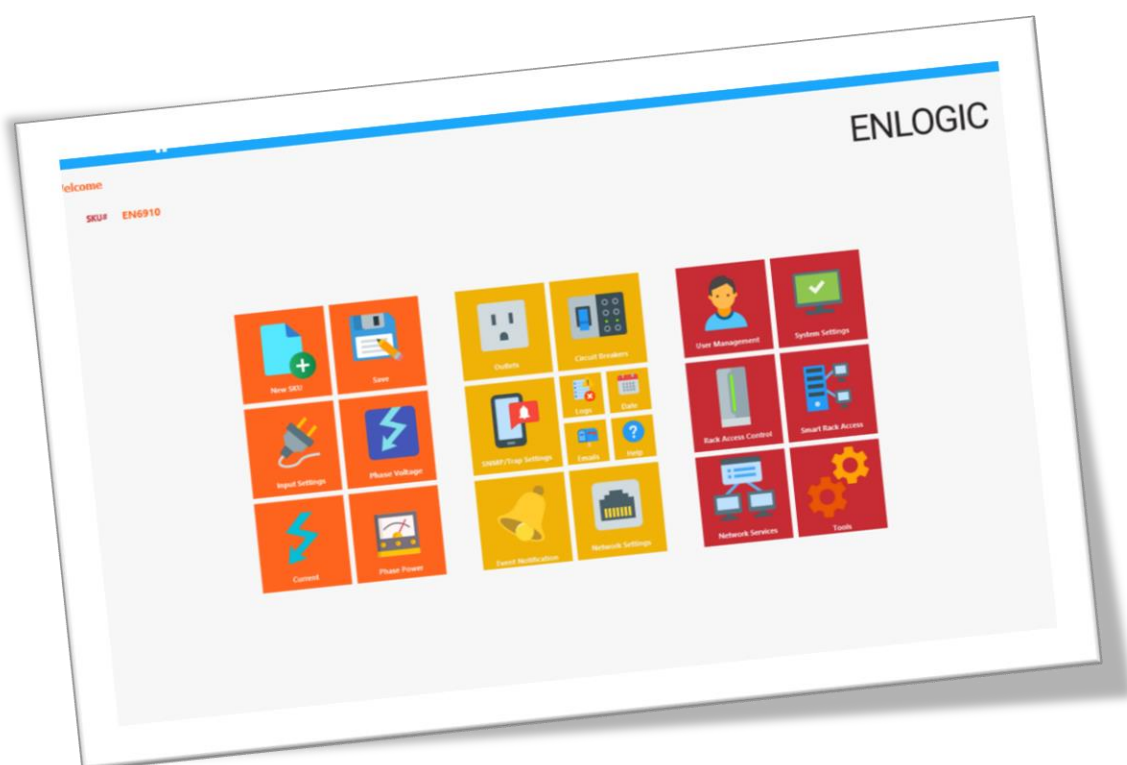 ENLOGIC
elcome
SKU# EN6910
New SKU
Save
Input Settings
Phase Voltage
Current
Phase Power
Outlets
Circuit Breakers
SNMP/Trap Settings
Logs
Date
Emails
Help
Event Notification
Network Settings
User Management
System Settings
Rack Access Control
Smart Rack Access
Network Services
Tools